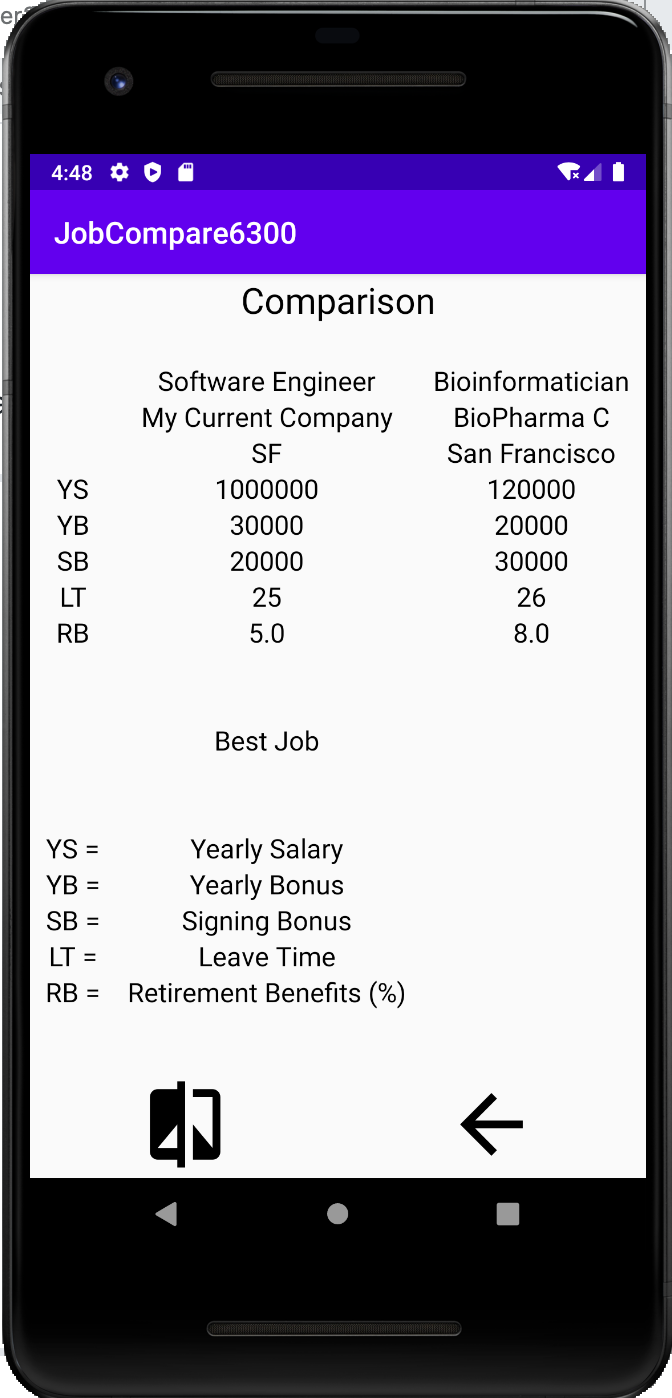 4:48
JobCompare6300
Comparison
Software Engineer Bioinformatician
My Current Company BioPharma C
SF San Francisco
YS 1000000 120000
YB 30000 20000
SB 20000 30000
LT 25 26
RB 5.0 8.0
Best Job
YS = Yearly Salary
YB = Yearly Bonus
SB = Signing Bonus
LT = Leave Time
RB = Retirement Benefits (%)